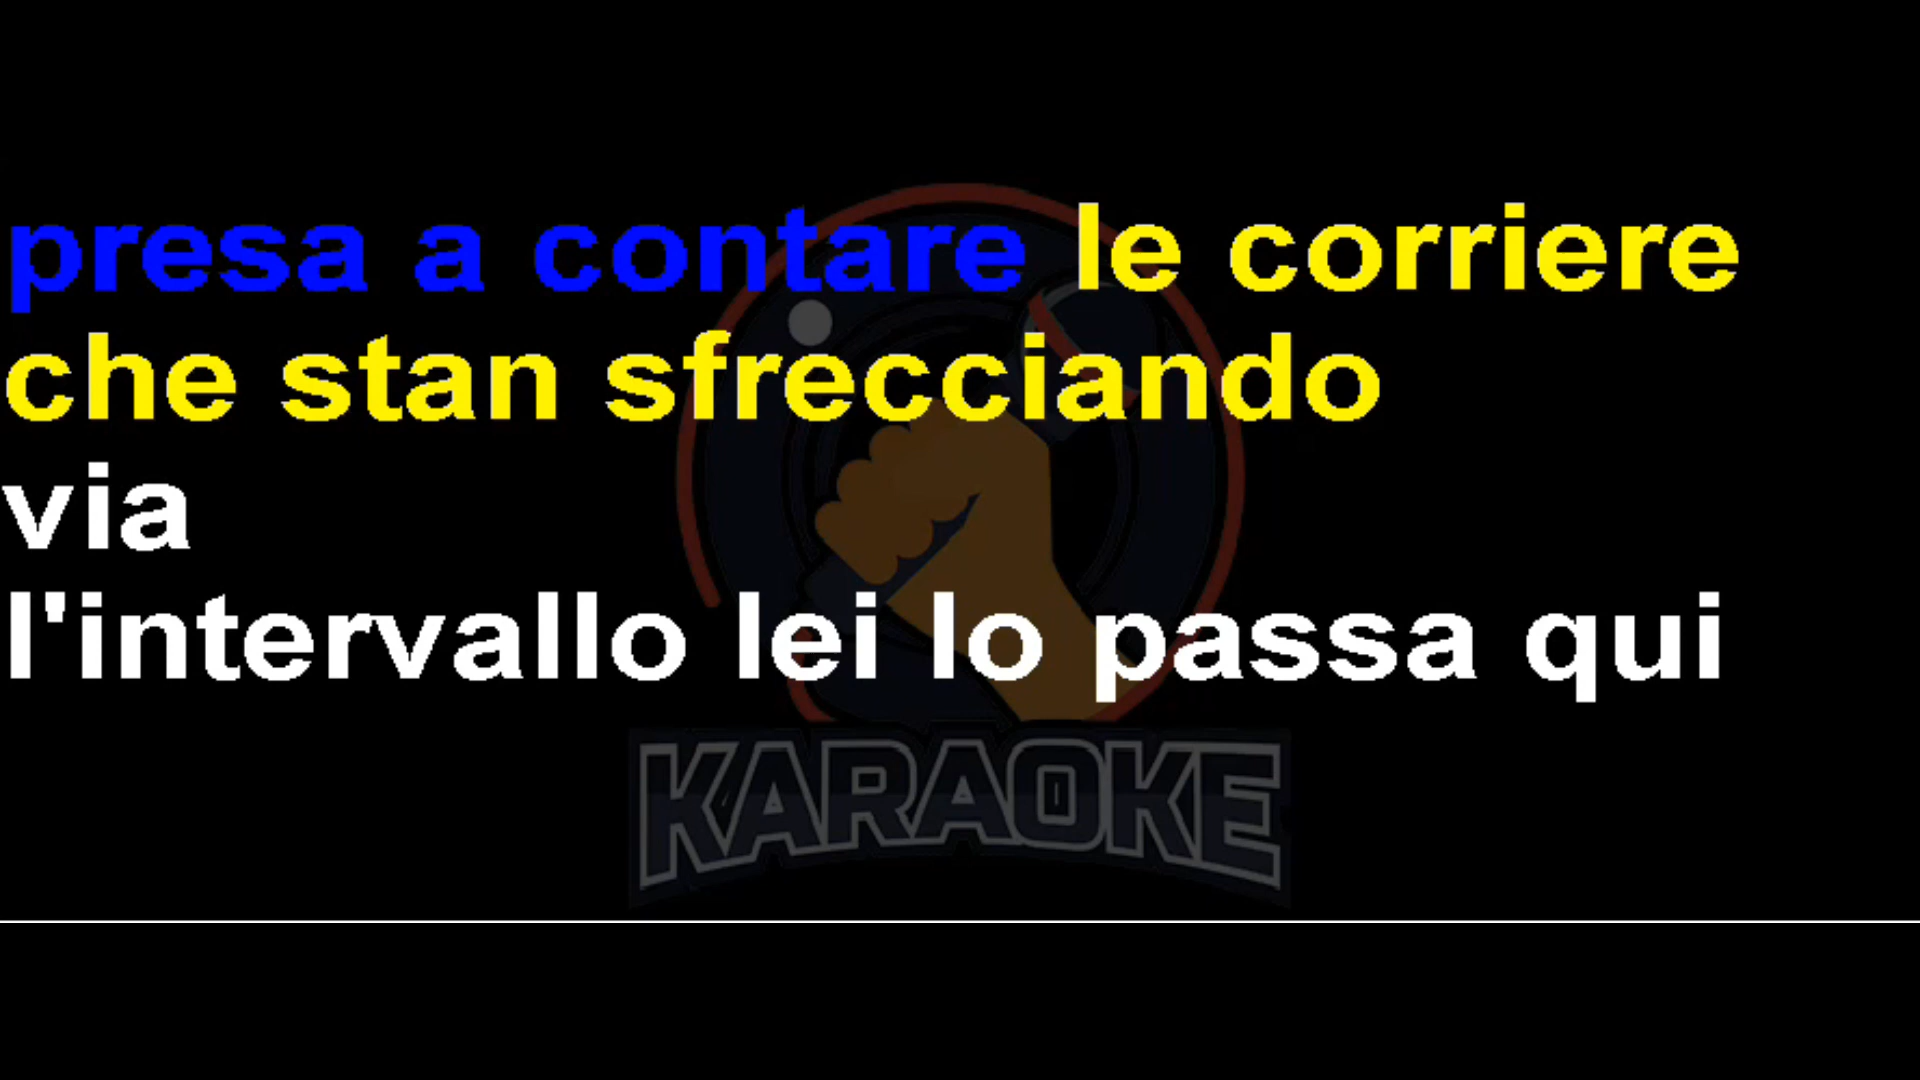 presa a contare le corriere
che stan sfrecciando
via
l'intervallo lei lo passa qui
KARAOKE